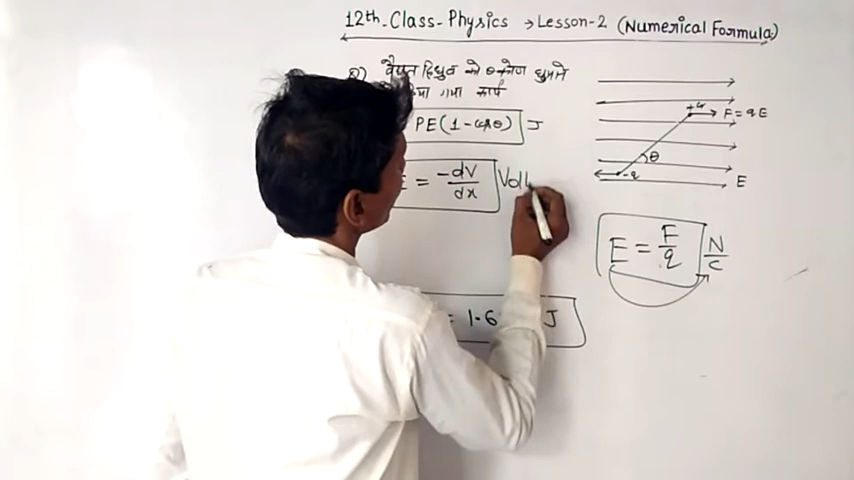 12th-Class-Physics → Lesson-2 (Numerical Formula)
को θ कोण घुमाने
किया गया कार्य
PE(1-cosθ) J
+q F = qE
θ
-q
E
= -dV/dx Volt
E = F/q N/C
= 1.6 J